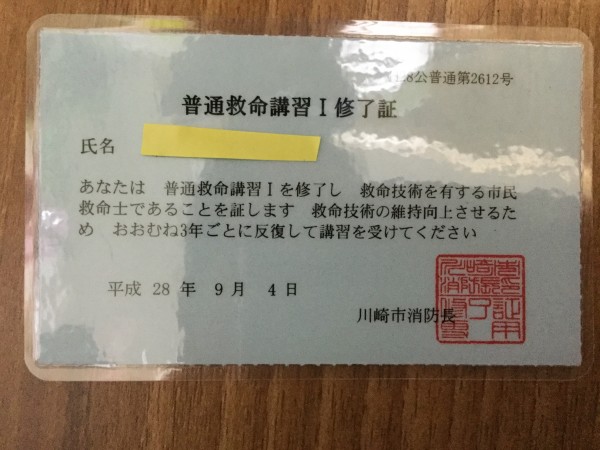 公普通第2612号
普通救命講習Ⅰ修了証
氏名
あなたは 普通救命講習Ⅰを修了し 救命技術を有する市民
救命士であることを証します 救命技術の維持向上させるた
め おおむね3年ごとに反復して講習を受けてください
平成 28 年 9 月 4 日
川崎市消防長